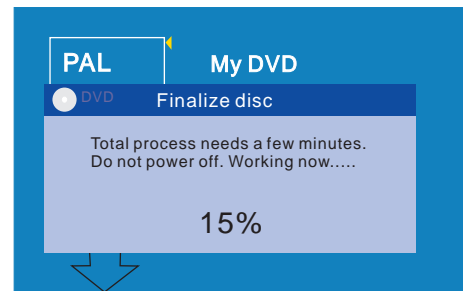 PAL
My DVD
DVD
Finalize disc
Total process needs a few minutes.
Do not power off. Working now.....
15%